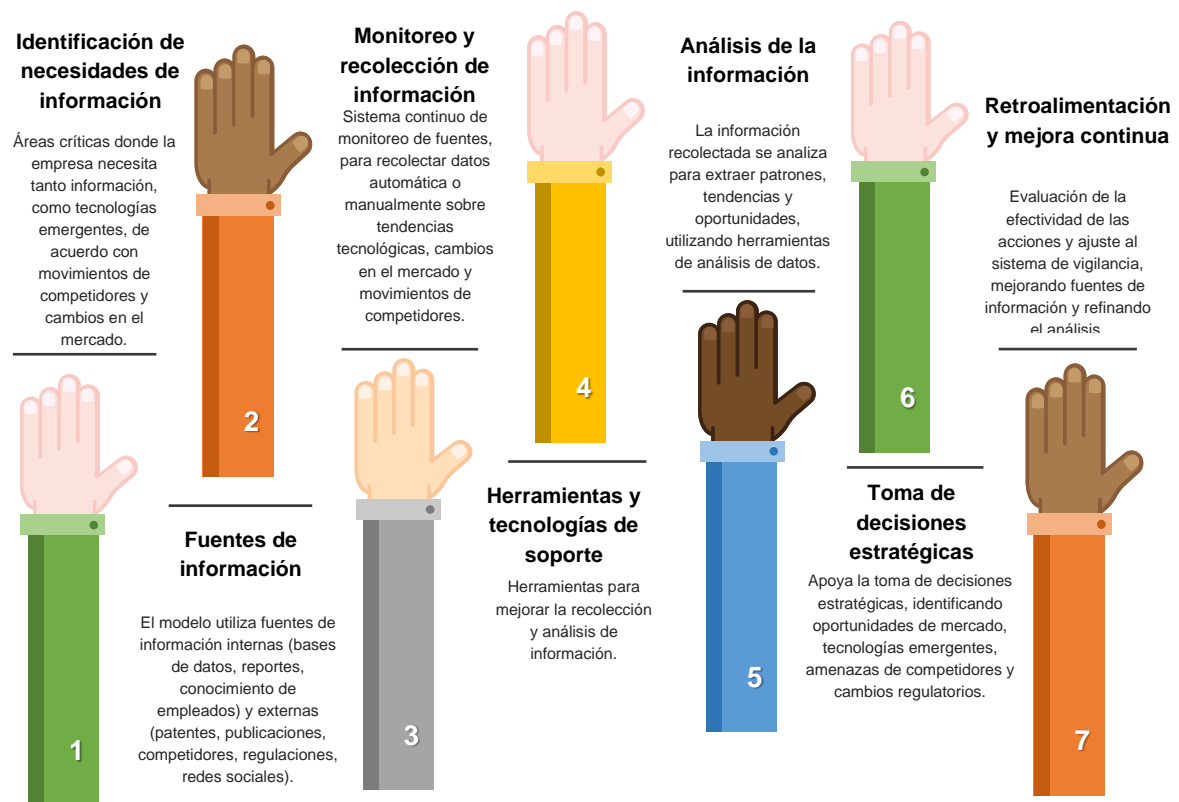 Identificación de
necesidades de
información
Áreas críticas donde la
empresa necesita
tanto información,
como tecnologías
emergentes, de
acuerdo con
movimientos de
competidores y
cambios en el
mercado.
1
2
Fuentes de
información
El modelo utiliza fuentes de
información internas (bases
de datos, reportes,
conocimiento de
empleados) y externas
(patentes, publicaciones,
competidores, regulaciones,
redes sociales).
Monitoreo y
recolección de
información
Sistema continuo de
monitoreo de fuentes,
para recolectar datos
automática o
manualmente sobre
tendencias
tecnológicas, cambios
en el mercado y
movimientos de
competidores.
3
4
Herramientas y
tecnologías de
soporte
Herramientas para
mejorar la recolección
y análisis de
información.
Análisis de la
información
La información
recolectada se analiza
para extraer patrones,
tendencias y
oportunidades,
utilizando herramientas
de análisis de datos.
5
6
Toma de
decisiones
estratégicas
Apoya la toma de decisiones
estratégicas, identificando
oportunidades de mercado,
tecnologías emergentes,
amenazas de competidores y
cambios regulatorios.
Retroalimentación
y mejora continua
Evaluación de la
efectividad de las
acciones y ajuste al
sistema de vigilancia,
mejorando fuentes de
información y refinando
el análisis
7